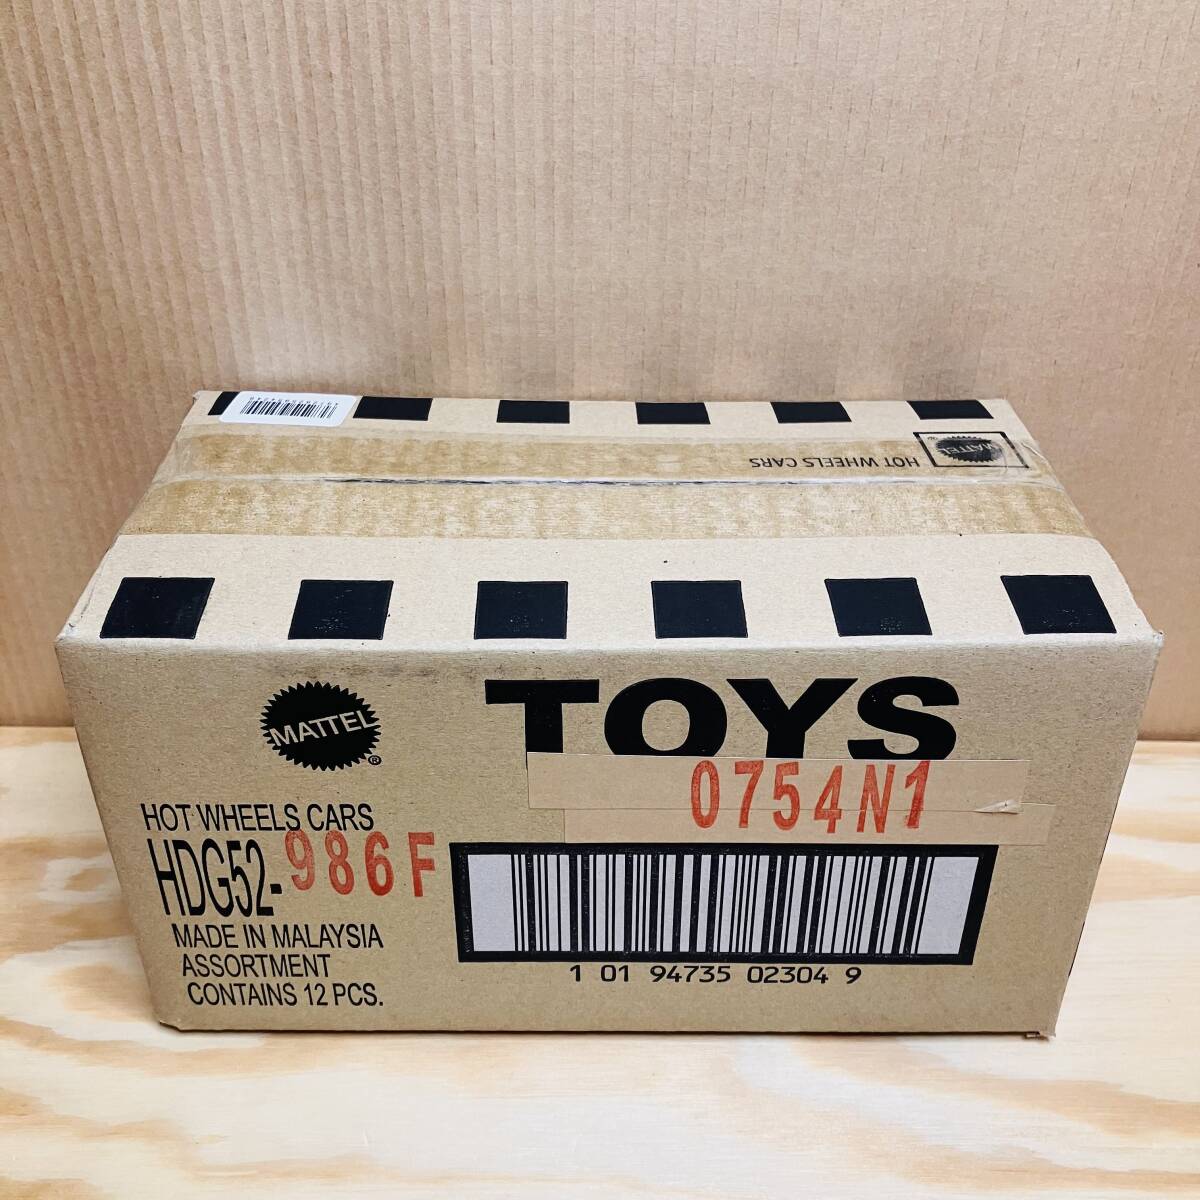 HOT WHEELS CARS
MATTEL
MATTEL®
TOYS
0754N1
HOT WHEELS CARS
HDG52-986F
MADE IN MALAYSIA
ASSORTMENT
CONTAINS 12 PCS.
1 01 94735 02304 9